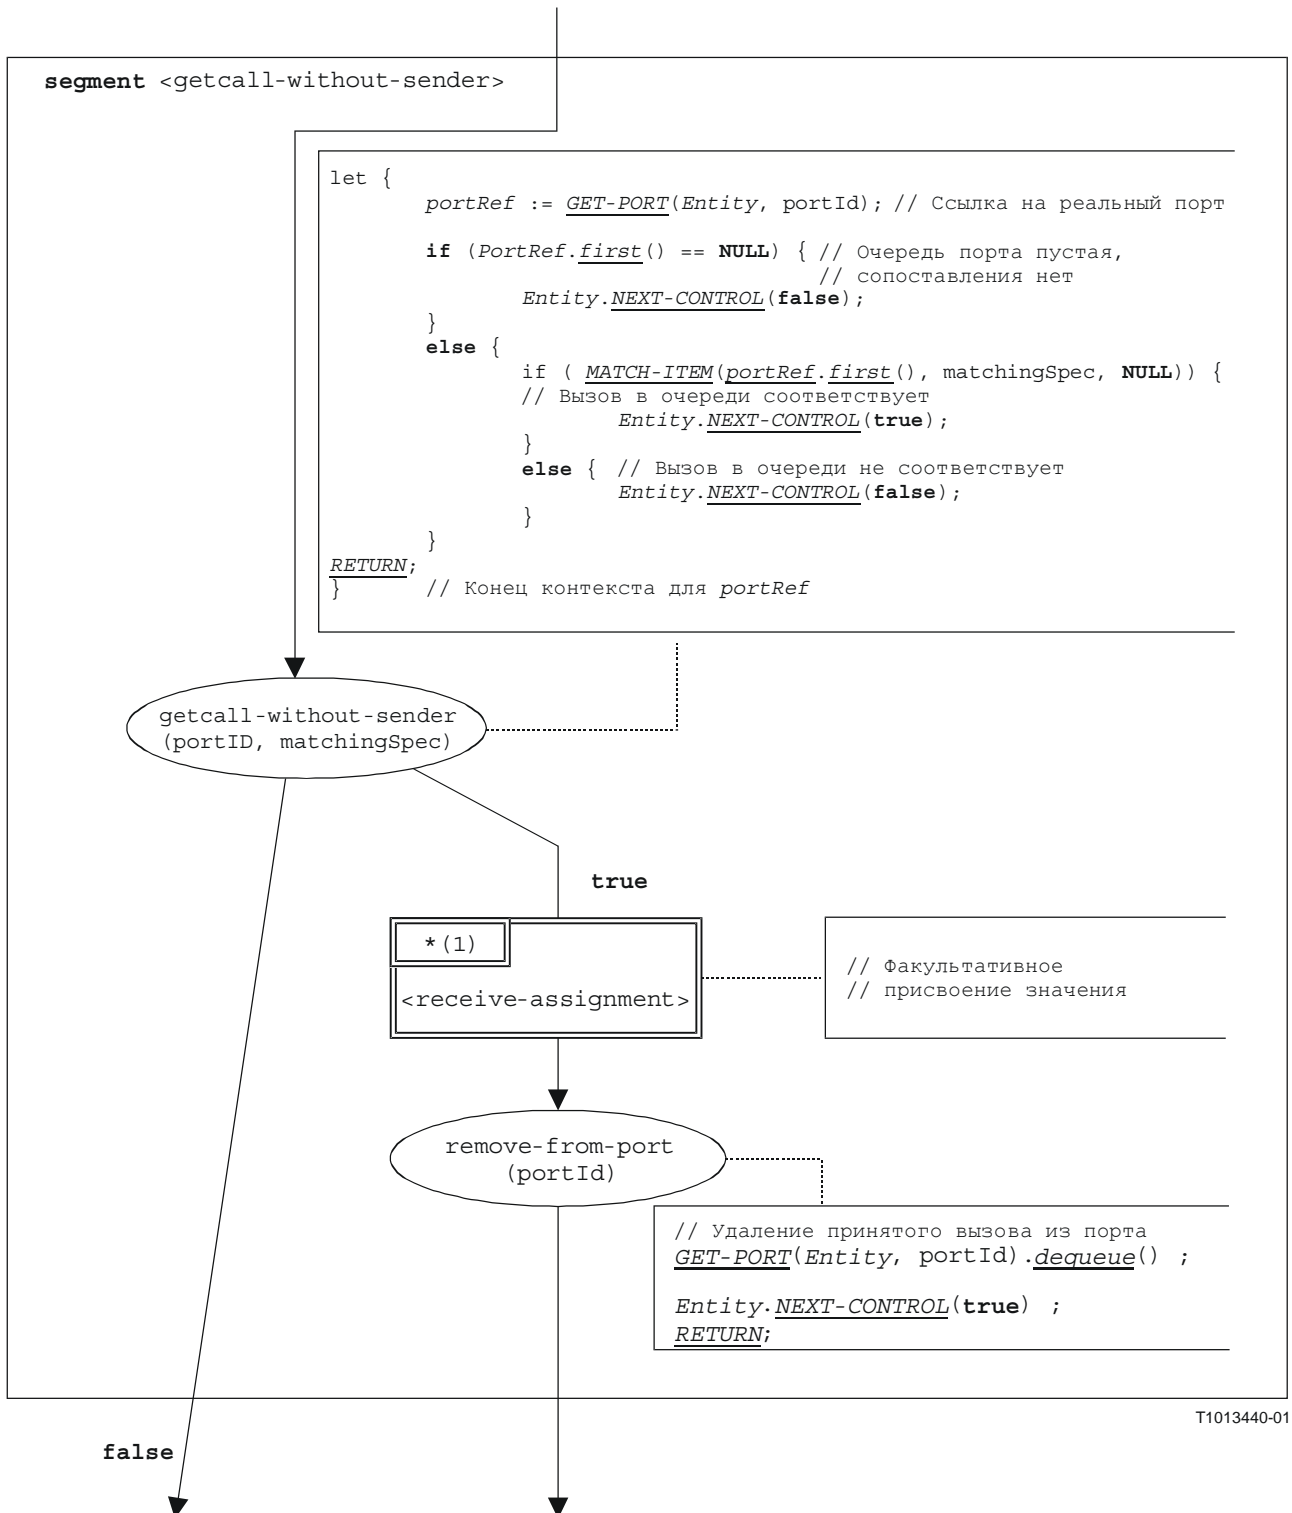 segment <getcall-without-sender>
let {
portRef := GET-PORT(Entity, portId); // Ссылка на реальный порт
if (PortRef.first() == NULL) { // Очередь порта пустая,
// сопоставления нет
Entity.NEXT-CONTROL(false);
}
else {
if ( MATCH-ITEM(portRef.first(), matchingSpec, NULL)) {
// Вызов в очереди соответствует
Entity.NEXT-CONTROL(true);
}
else { // Вызов в очереди не соответствует
Entity.NEXT-CONTROL(false);
}
}
RETURN;
} // Конец контекста для portRef
getcall-without-sender
(portID, matchingSpec)
true
*(1)
<receive-assignment>
// Факультативное
// присвоение значения
remove-from-port
(portId)
// Удаление принятого вызова из порта
GET-PORT(Entity, portId).dequeue() ;
Entity.NEXT-CONTROL(true) ;
RETURN;
T1013440-01
false